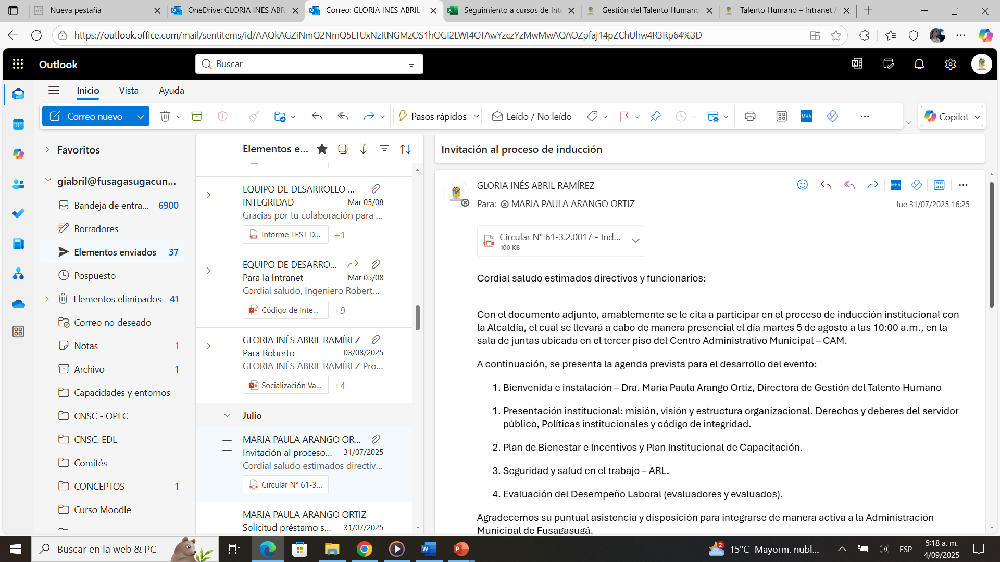 Nueva pestaña
OneDrive: GLORIA INÉS ABRI
Correo: GLORIA INÉS ABRIL
Seguimiento a cursos de Inte
Gestión del Talento Humano
Talento Humano – Intranet A
https://outlook.office.com/mail/sentitems/id/AAQkAGZiNmQ2NmQ5LTUxNzItNGMzOS1hOGI2LWI4OTAwYzczYzMwMwAQAOZpfaj14pZChUhw4R3Rp64%3D
Outlook
Buscar
Inicio
Vista
Ayuda
Correo nuevo
Pasos rápidos
Leído / No leído
MHA
Copilot
Favoritos
giabril@fusagasugacun...
Bandeja de entra... 6900
Borradores
Elementos enviados 37
Pospuesto
Elementos eliminados 41
Correo no deseado
Notas 1
Archivo 1
Capacidades y entornos
CNSC - OPEC
CNSC. EDL
Comités
CONCEPTOS 1
Curso Moodle
Elementos e...
EQUIPO DE DESARROLLO ...
INTEGRIDAD Mar 05/08
Gracias por tu colaboración para ...
Informe TEST D... +1
EQUIPO DE DESARRO...
Para la Intranet Mar 05/08
Cordial saludo, Ingeniero Robert...
Código de Inte... +9
GLORIA INÉS ABRIL RAMÍREZ
Para Roberto 03/08/2025
GLORIA INÉS ABRIL RAMÍREZ Pro...
Socialización Va... +4
Julio
MARIA PAULA ARANGO OR...
Invitación al proceso... 31/07/2025
Cordial saludo estimados directiv...
Circular N° 61-3...
MARIA PAULA ARANGO ORTIZ
Solicitud préstamo s... 31/07/2025
Invitación al proceso de inducción
GLORIA INÉS ABRIL RAMÍREZ
MHA
Para: MARIA PAULA ARANGO ORTIZ
Jue 31/07/2025 16:25
Circular N° 61-3.2.0017 - Ind...
100 KB
Cordial saludo estimados directivos y funcionarios:
Con el documento adjunto, amablemente se le cita a participar en el proceso de inducción institucional con
la Alcaldía, el cual se llevará a cabo de manera presencial el día martes 5 de agosto a las 10:00 a.m., en la
sala de juntas ubicada en el tercer piso del Centro Administrativo Municipal – CAM.
A continuación, se presenta la agenda prevista para el desarrollo del evento:
1. Bienvenida e instalación – Dra. María Paula Arango Ortiz, Directora de Gestión del Talento Humano
1. Presentación institucional: misión, visión y estructura organizacional. Derechos y deberes del servidor
público, Políticas institucionales y código de integridad.
2. Plan de Bienestar e Incentivos y Plan Institucional de Capacitación.
3. Seguridad y salud en el trabajo – ARL.
4. Evaluación del Desempeño Laboral (evaluadores y evaluados).
Agradecemos su puntual asistencia y disposición para integrarse de manera activa a la Administración
Municipal de Fusagasugá.
Buscar en la web & PC
2
15°C Mayorm. nubl...
ESP
5:18 a. m.
4/09/2025